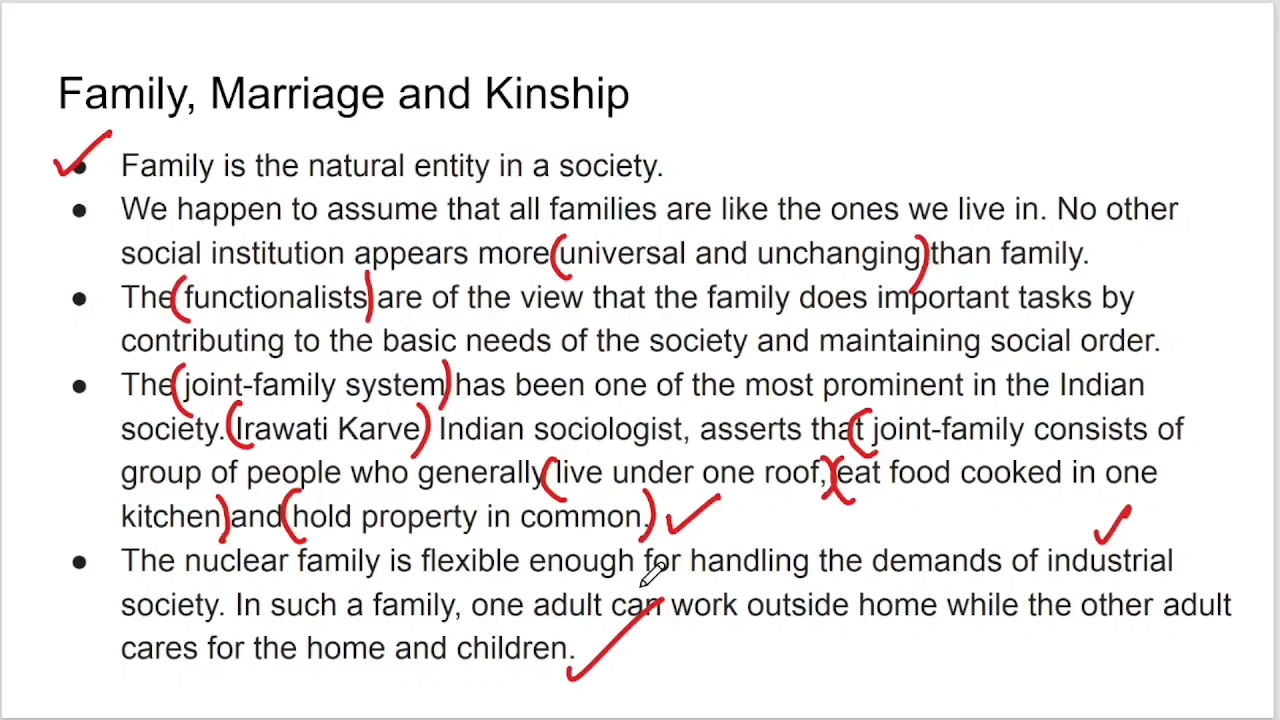 Family, Marriage and Kinship
● Family is the natural entity in a society.
● We happen to assume that all families are like the ones we live in. No other
social institution appears more universal and unchanging than family.
● The functionalists are of the view that the family does important tasks by
contributing to the basic needs of the society and maintaining social order.
● The joint-family system has been one of the most prominent in the Indian
society. Irawati Karve, Indian sociologist, asserts that joint-family consists of
group of people who generally live under one roof, eat food cooked in one
kitchen and hold property in common.
● The nuclear family is flexible enough for handling the demands of industrial
society. In such a family, one adult can work outside home while the other adult
cares for the home and children.